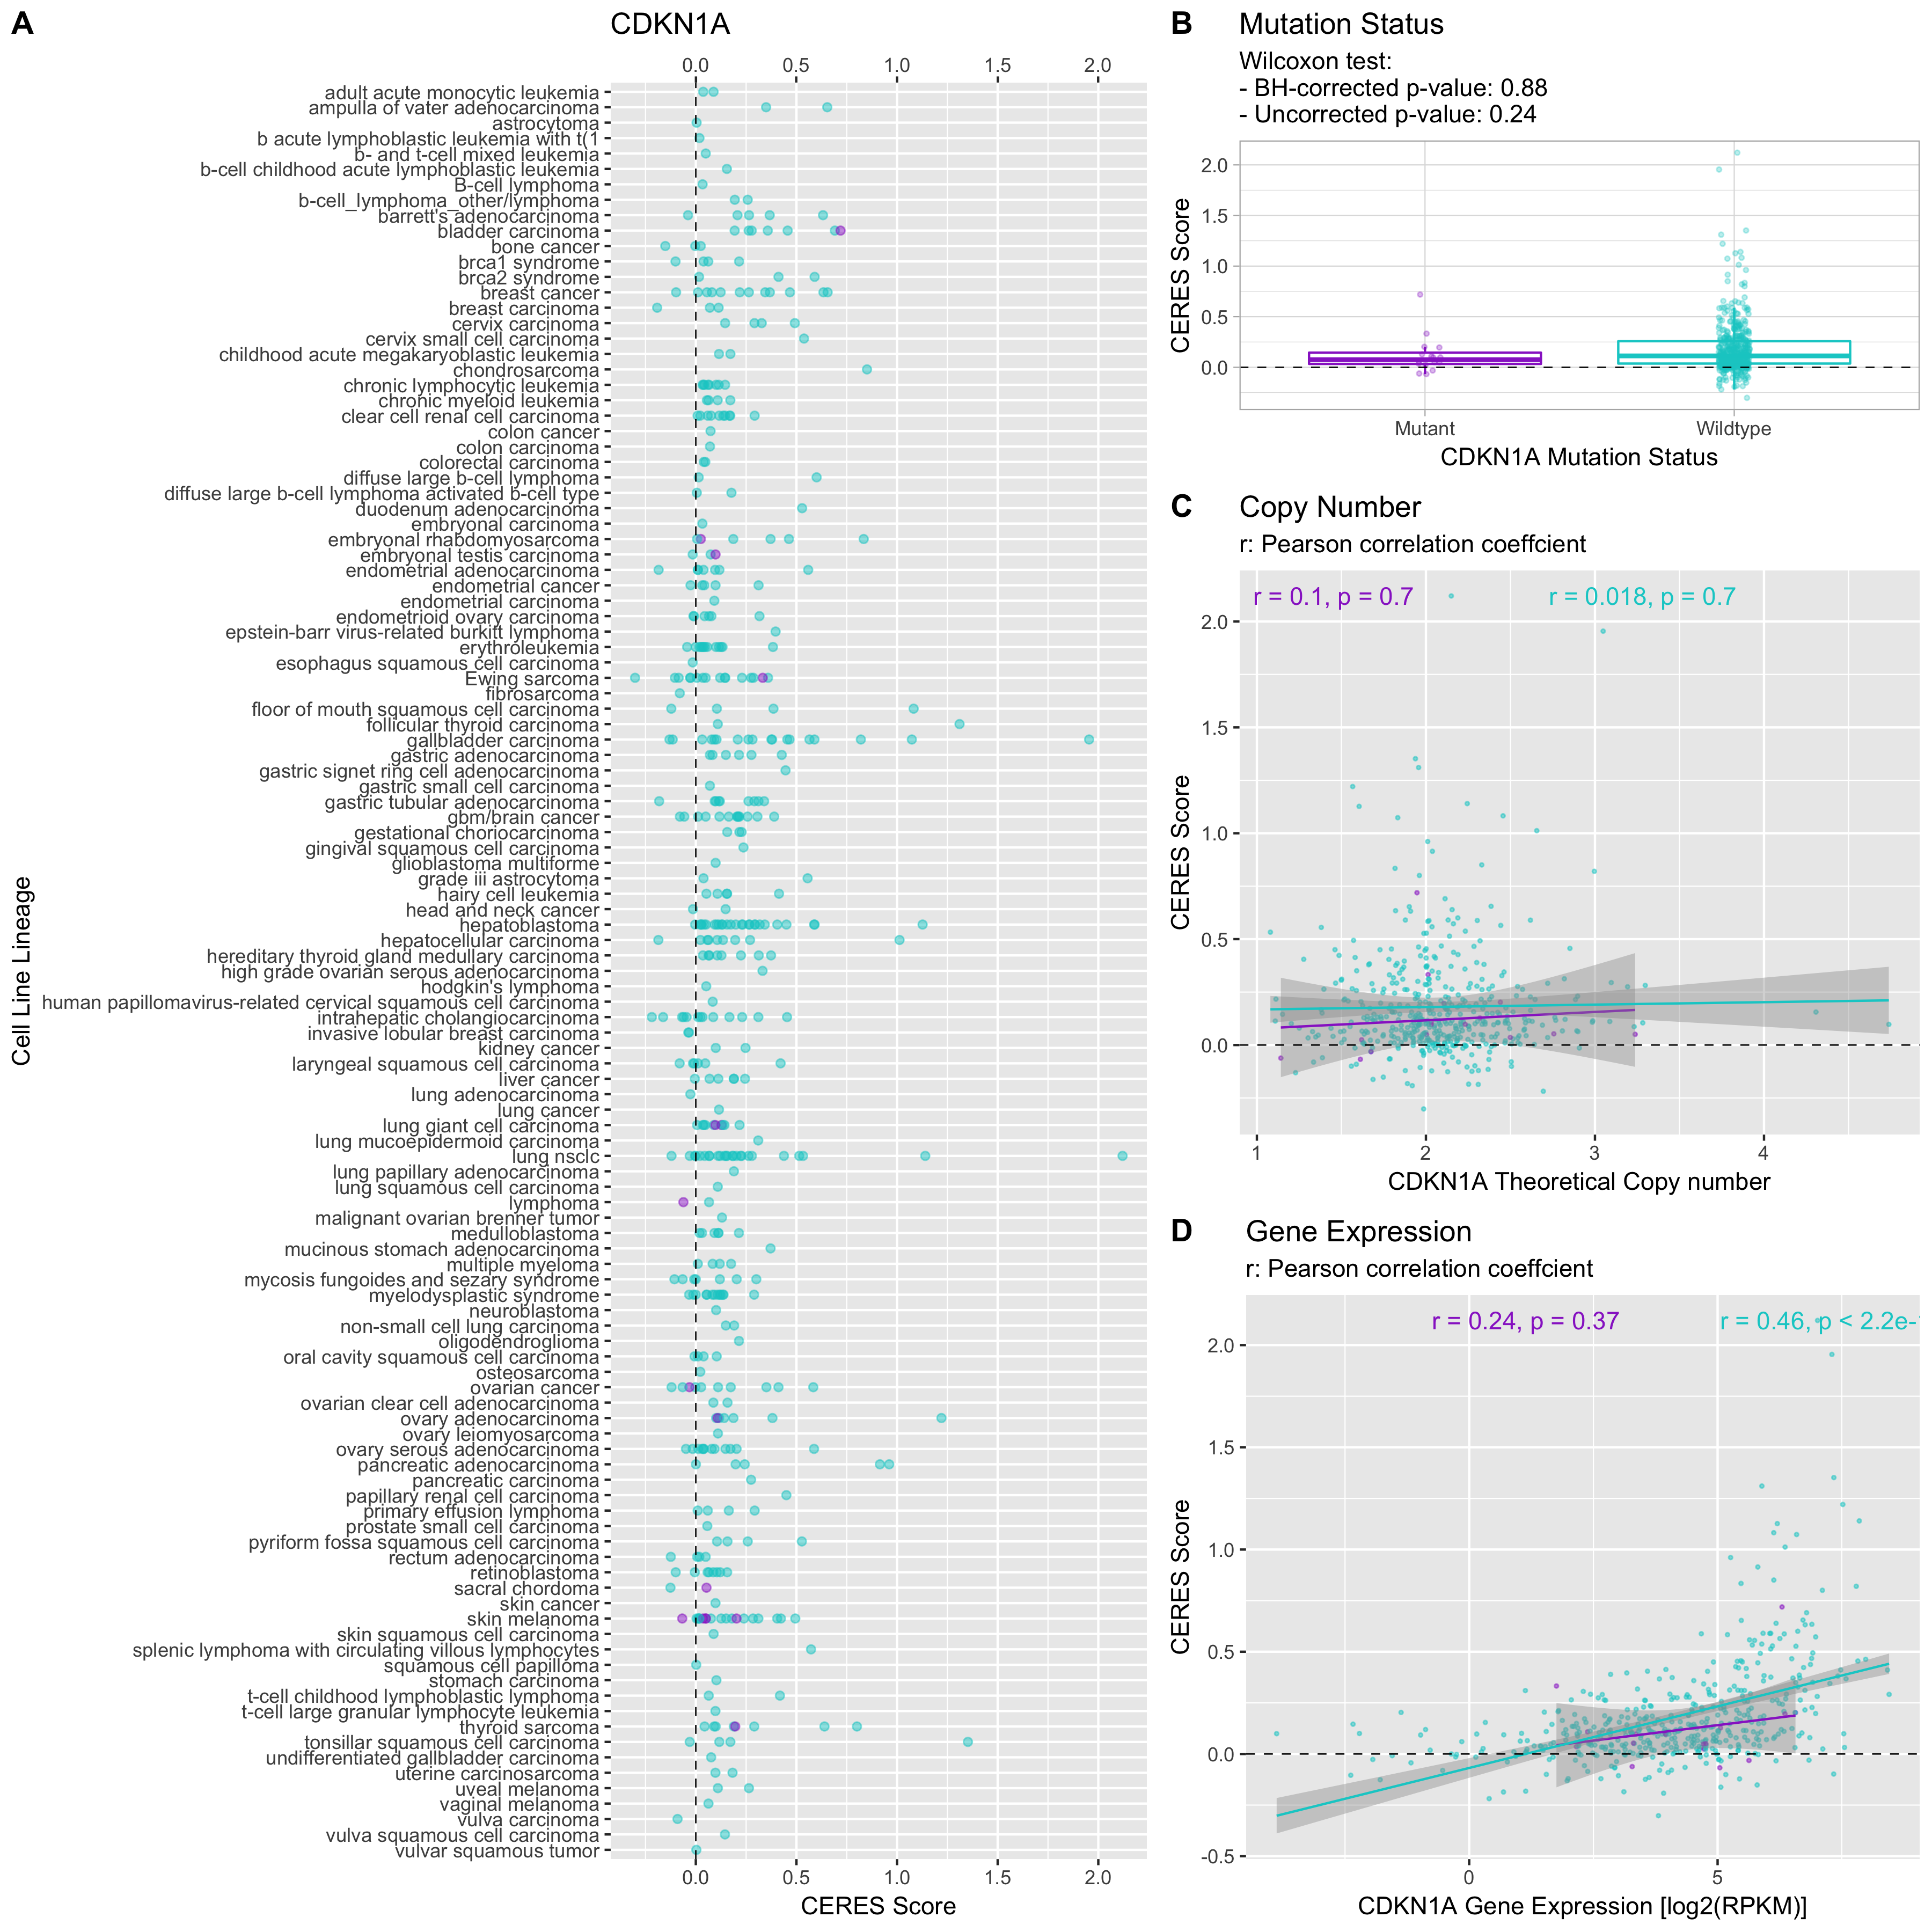 A
CDKN1A
0.0 0.5 1.0 1.5 2.0
adult acute monocytic leukemia
ampulla of vater adenocarcinoma
astrocytoma
b acute lymphoblastic leukemia with t(1
b- and t-cell mixed leukemia
b-cell childhood acute lymphoblastic leukemia
B-cell lymphoma
b-cell_lymphoma_other/lymphoma
barrett's adenocarcinoma
bladder carcinoma
bone cancer
brca1 syndrome
brca2 syndrome
breast cancer
breast carcinoma
cervix carcinoma
cervix small cell carcinoma
childhood acute megakaryoblastic leukemia
chondrosarcoma
chronic lymphocytic leukemia
chronic myeloid leukemia
clear cell renal cell carcinoma
colon cancer
colon carcinoma
colorectal carcinoma
diffuse large b-cell lymphoma
diffuse large b-cell lymphoma activated b-cell type
duodenum adenocarcinoma
embryonal carcinoma
embryonal rhabdomyosarcoma
embryonal testis carcinoma
endometrial adenocarcinoma
endometrial cancer
endometrial carcinoma
endometrioid ovary carcinoma
epstein-barr virus-related burkitt lymphoma
erythroleukemia
esophagus squamous cell carcinoma
Ewing sarcoma
fibrosarcoma
floor of mouth squamous cell carcinoma
follicular thyroid carcinoma
gallbladder carcinoma
gastric adenocarcinoma
gastric signet ring cell adenocarcinoma
gastric small cell carcinoma
gastric tubular adenocarcinoma
gbm/brain cancer
gestational choriocarcinoma
gingival squamous cell carcinoma
glioblastoma multiforme
grade iii astrocytoma
hairy cell leukemia
head and neck cancer
hepatoblastoma
hepatocellular carcinoma
hereditary thyroid gland medullary carcinoma
high grade ovarian serous adenocarcinoma
hodgkin's lymphoma
human papillomavirus-related cervical squamous cell carcinoma
intrahepatic cholangiocarcinoma
invasive lobular breast carcinoma
kidney cancer
laryngeal squamous cell carcinoma
liver cancer
lung adenocarcinoma
lung cancer
lung giant cell carcinoma
lung mucoepidermoid carcinoma
lung nsclc
lung papillary adenocarcinoma
lung squamous cell carcinoma
lymphoma
malignant ovarian brenner tumor
medulloblastoma
mucinous stomach adenocarcinoma
multiple myeloma
mycosis fungoides and sezary syndrome
myelodysplastic syndrome
neuroblastoma
non-small cell lung carcinoma
oligodendroglioma
oral cavity squamous cell carcinoma
osteosarcoma
ovarian cancer
ovarian clear cell adenocarcinoma
ovary adenocarcinoma
ovary leiomyosarcoma
ovary serous adenocarcinoma
pancreatic adenocarcinoma
pancreatic carcinoma
papillary renal cell carcinoma
primary effusion lymphoma
prostate small cell carcinoma
pyriform fossa squamous cell carcinoma
rectum adenocarcinoma
retinoblastoma
sacral chordoma
skin cancer
skin melanoma
skin squamous cell carcinoma
splenic lymphoma with circulating villous lymphocytes
squamous cell papilloma
stomach carcinoma
t-cell childhood lymphoblastic lymphoma
t-cell large granular lymphocyte leukemia
thyroid sarcoma
tonsillar squamous cell carcinoma
undifferentiated gallbladder carcinoma
uterine carcinosarcoma
uveal melanoma
vaginal melanoma
vulva carcinoma
vulva squamous cell carcinoma
vulvar squamous tumor
0.0 0.5 1.0 1.5 2.0
CERES Score
Cell Line Lineage
B
Mutation Status
Wilcoxon test:
- BH-corrected p-value: 0.88
- Uncorrected p-value: 0.24
2.0
1.5
1.0
0.5
0.0
CERES Score
Mutant Wildtype
CDKN1A Mutation Status
C
Copy Number
r: Pearson correlation coeffcient
r = 0.1, p = 0.7 r = 0.018, p = 0.7
2.0
1.5
1.0
0.5
0.0
CERES Score
1 2 3 4
CDKN1A Theoretical Copy number
D
Gene Expression
r: Pearson correlation coeffcient
r = 0.24, p = 0.37 r = 0.46, p < 2.2e-
2.0
1.5
1.0
0.5
0.0
-0.5
CERES Score
0 5
CDKN1A Gene Expression [log2(RPKM)]